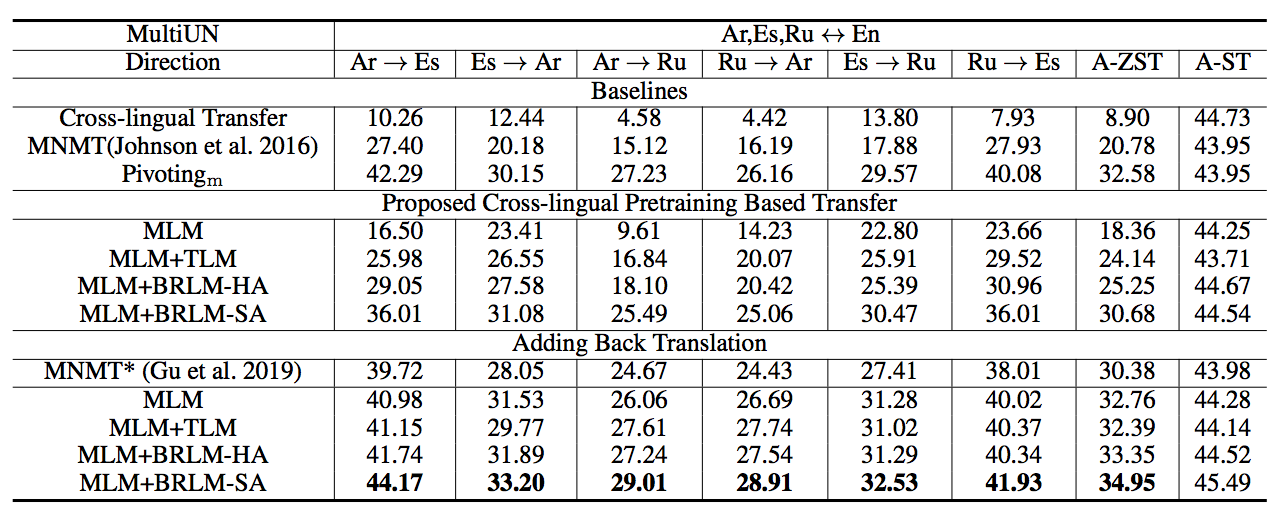 MultiUN Ar,Es,Ru ↔ En
Direction Ar → Es Es → Ar Ar → Ru Ru → Ar Es → Ru Ru → Es A-ZST A-ST
Baselines
Cross-lingual Transfer 10.26 12.44 4.58 4.42 13.80 7.93 8.90 44.73
MNMT(Johnson et al. 2016) 27.40 20.18 15.12 16.19 17.88 27.93 20.78 43.95
Pivotingm 42.29 30.15 27.23 26.16 29.57 40.08 32.58 43.95
Proposed Cross-lingual Pretraining Based Transfer
MLM 16.50 23.41 9.61 14.23 22.80 23.66 18.36 44.25
MLM+TLM 25.98 26.55 16.84 20.07 25.91 29.52 24.14 43.71
MLM+BRLM-HA 29.05 27.58 18.10 20.42 25.39 30.96 25.25 44.67
MLM+BRLM-SA 36.01 31.08 25.49 25.06 30.47 36.01 30.68 44.54
Adding Back Translation
MNMT* (Gu et al. 2019) 39.72 28.05 24.67 24.43 27.41 38.01 30.38 43.98
MLM 40.98 31.53 26.06 26.69 31.28 40.02 32.76 44.28
MLM+TLM 41.15 29.77 27.61 27.74 31.02 40.37 32.39 44.14
MLM+BRLM-HA 41.74 31.89 27.24 27.54 31.29 40.34 33.35 44.52
MLM+BRLM-SA 44.17 33.20 29.01 28.91 32.53 41.93 34.95 45.49